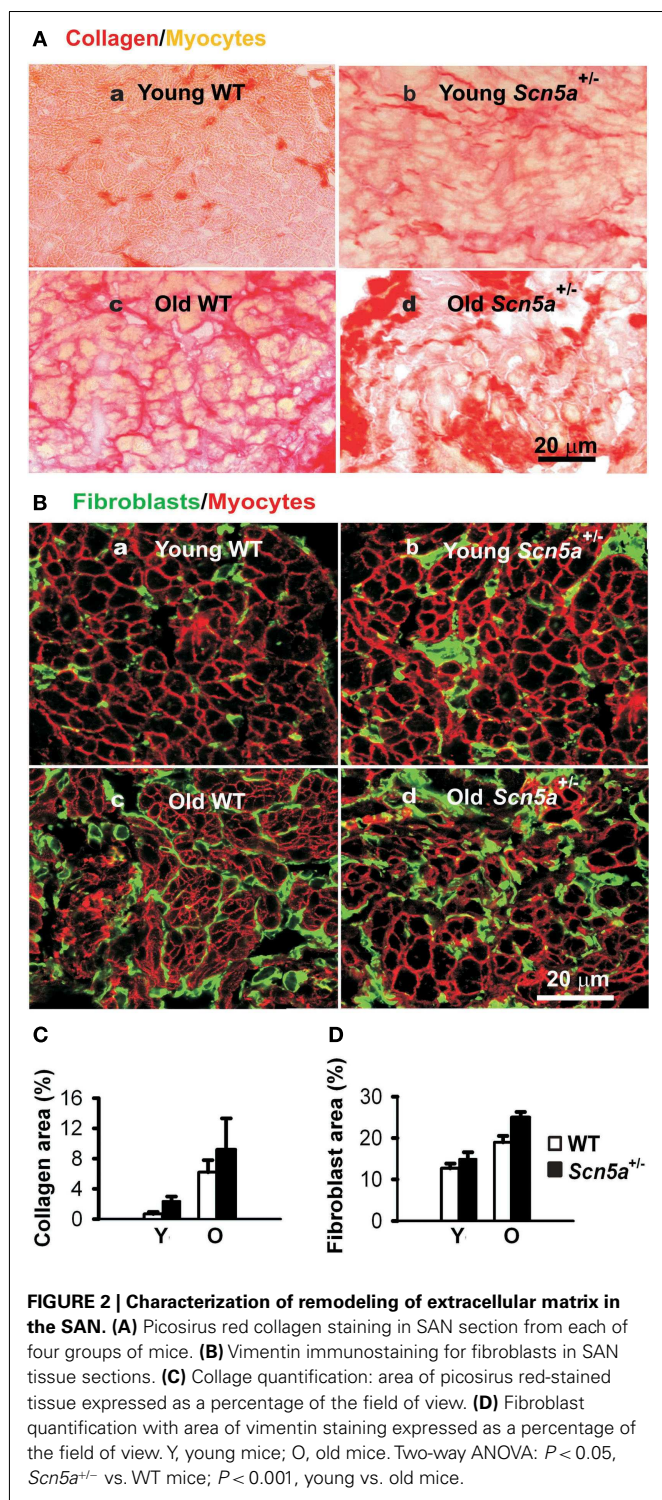 A Collagen/Myocytes
a Young WT
b Young Scn5a+/-
c Old WT
d Old Scn5a+/-
20 µm
B Fibroblasts/Myocytes
a Young WT
b Young Scn5a+/-
c Old WT
d Old Scn5a+/-
20 µm
C
D
Collagen area (%)
16
12
8
4
0
Y
O
Fibroblast area (%)
30
20
10
0
Y
O
WT
Scn5a+/-
FIGURE 2 | Characterization of remodeling of extracellular matrix in
the SAN. (A) Picosirus red collagen staining in SAN section from each of
four groups of mice. (B) Vimentin immunostaining for fibroblasts in SAN
tissue sections. (C) Collage quantification: area of picosirus red-stained
tissue expressed as a percentage of the field of view. (D) Fibroblast
quantification with area of vimentin staining expressed as a percentage of
the field of view. Y, young mice; O, old mice. Two-way ANOVA: P < 0.05,
Scn5a+/− vs. WT mice; P < 0.001, young vs. old mice.